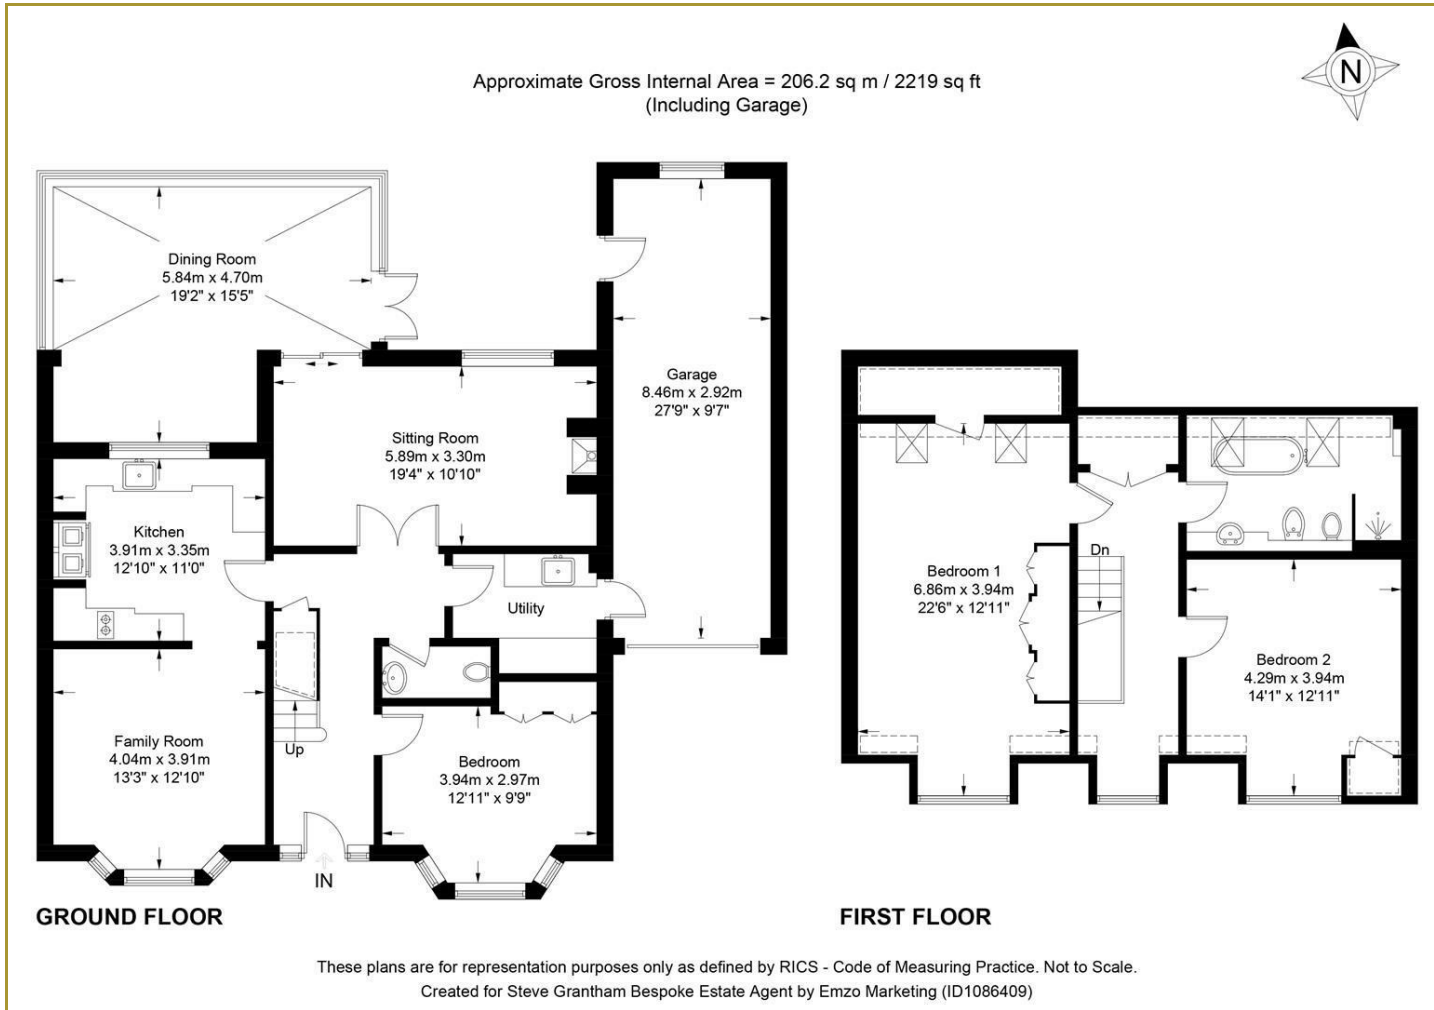 Approximate Gross Internal Area = 206.2 sq m / 2219 sq ft
(Including Garage)
N
Dining Room
5.84m x 4.70m
19'2" x 15'5"
Garage
8.46m x 2.92m
27'9" x 9'7"
Sitting Room
5.89m x 3.30m
19'4" x 10'10"
Kitchen
3.91m x 3.35m
12'10" x 11'0"
Utility
Up
Family Room
4.04m x 3.91m
13'3" x 12'10"
Bedroom
3.94m x 2.97m
12'11" x 9'9"
IN
GROUND FLOOR
Bedroom 1
6.86m x 3.94m
22'6" x 12'11"
Dn
Bedroom 2
4.29m x 3.94m
14'1" x 12'11"
FIRST FLOOR
These plans are for representation purposes only as defined by RICS - Code of Measuring Practice. Not to Scale.
Created for Steve Grantham Bespoke Estate Agent by Emzo Marketing (ID1086409)